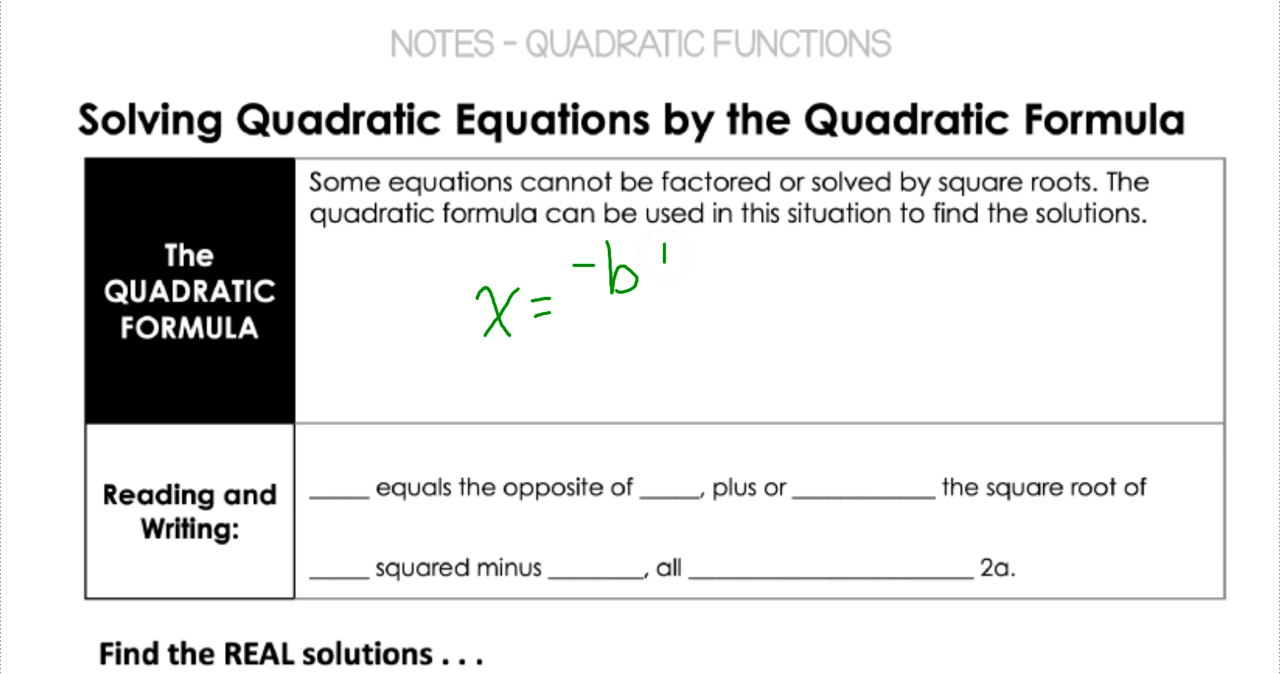 NOTES - QUADRATIC FUNCTIONS
Solving Quadratic Equations by the Quadratic Formula
The
QUADRATIC
FORMULA
Some equations cannot be factored or solved by square roots. The
quadratic formula can be used in this situation to find the solutions.
x = -b
Reading and
Writing:
_____ equals the opposite of _____, plus or ____________ the square root of
_____ squared minus ________, all ________________________ 2a.
Find the REAL solutions . . .